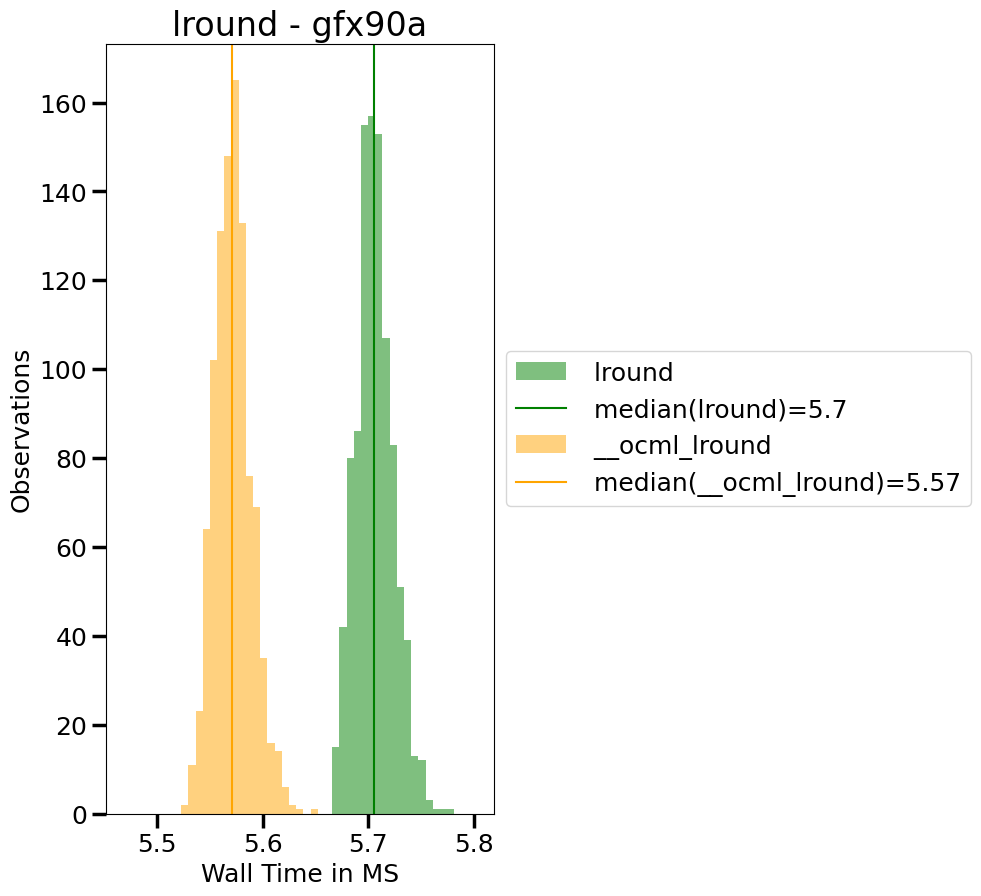 lround - gfx90a
160
140
120
100
80
60
40
20
0
Observations
5.5
5.6
5.7
5.8
Wall Time in MS
lround
median(lround)=5.7
__ocml_lround
median(__ocml_lround)=5.57